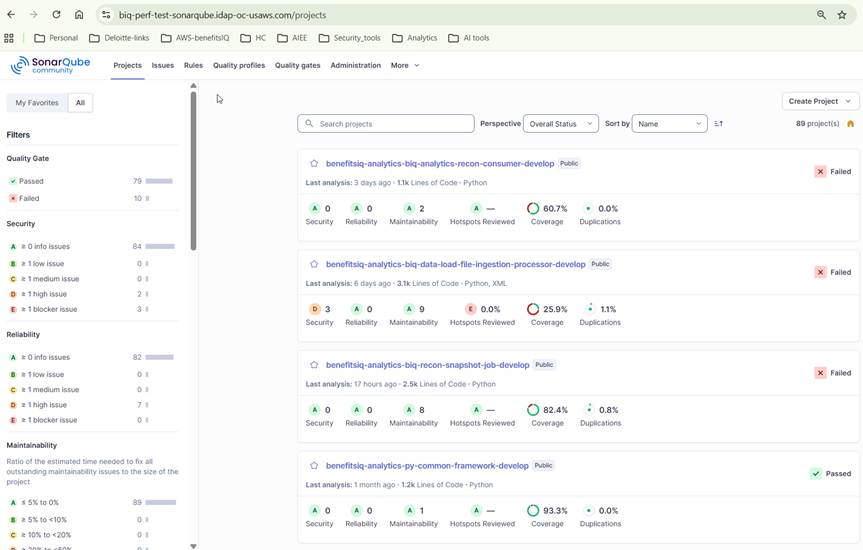 biq-perf-test-sonarqube.idap-oc-usaws.com/projects
Personal Deloitte-links AWS-benefitsIQ HC AIEE Security_tools Analytics AI tools
SonarQube community Projects Issues Rules Quality profiles Quality gates Administration More
My Favorites All
Filters
Quality Gate
Passed 79
Failed 10
Security
A ≥ 0 info issues 84
B ≥ 1 low issue 0
C ≥ 1 medium issue 0
D ≥ 1 high issue 2
E ≥ 1 blocker issue 3
Reliability
A ≥ 0 info issues 82
B ≥ 1 low issue 0
C ≥ 1 medium issue 0
D ≥ 1 high issue 7
E ≥ 1 blocker issue 0
Maintainability
Ratio of the estimated time needed to fix all
outstanding maintainability issues to the size of the
project
A ≤ 5% to 0% 89
B ≥ 5% to <10% 0
C ≥ 10% to <20% 0
D ≥ 20% to <50% 0
Create Project
Search projects Perspective Overall Status Sort by Name 89 project(s)
benefitsiq-analytics-biq-analytics-recon-consumer-develop Public Failed
Last analysis: 3 days ago · 1.1k Lines of Code · Python
A 0 A 0 A 2 A — 60.7% 0.0%
Security Reliability Maintainability Hotspots Reviewed Coverage Duplications
benefitsiq-analytics-biq-data-load-file-ingestion-processor-develop Public Failed
Last analysis: 6 days ago · 3.1k Lines of Code · Python, XML
D 3 A 0 A 9 E 0.0% 25.9% 1.1%
Security Reliability Maintainability Hotspots Reviewed Coverage Duplications
benefitsiq-analytics-biq-recon-snapshot-job-develop Public Failed
Last analysis: 17 hours ago · 2.5k Lines of Code · Python
A 0 A 0 A 8 A — 82.4% 0.8%
Security Reliability Maintainability Hotspots Reviewed Coverage Duplications
benefitsiq-analytics-py-common-framework-develop Public Passed
Last analysis: 1 month ago · 1.2k Lines of Code · Python
A 0 A 0 A 1 A — 93.3% 0.0%
Security Reliability Maintainability Hotspots Reviewed Coverage Duplications